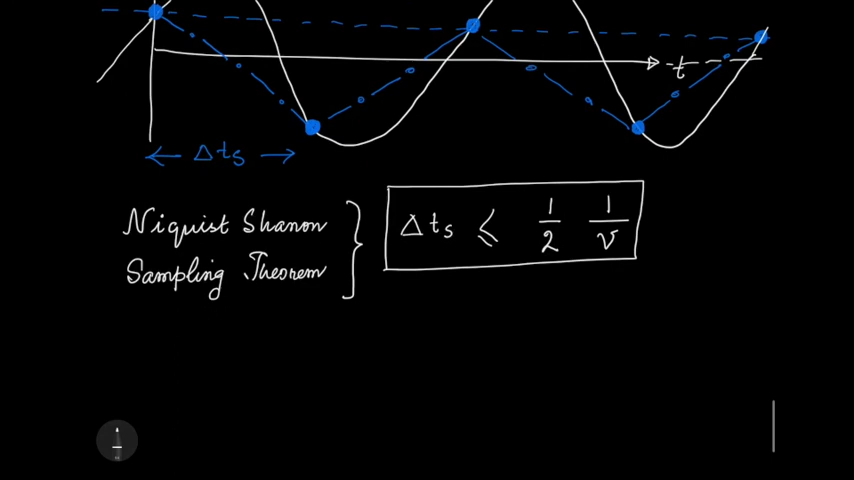 t
Δts
Niquist Shanon
Sampling Theorem
Δts ≤ 1/2 1/ν